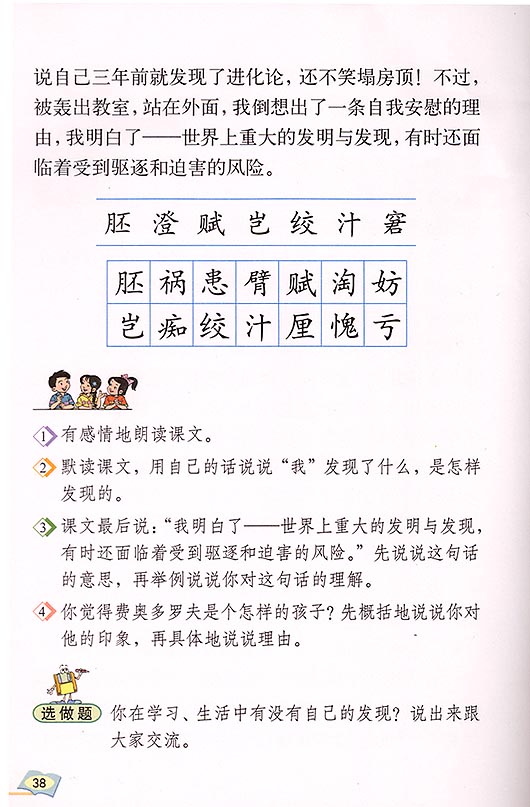 说自己三年前就发现了进化论，还不笑塌房顶！不过，
被轰出教室，站在外面，我倒想出了一条自我安慰的理
由，我明白了——世界上重大的发明与发现，有时还面
临着受到驱逐和迫害的风险。
胚 澄 赋 岂 绞 汁 窘
胚 祸 患 臂 赋 淘 妨
岂 痴 绞 汁 厘 愧 亏
1 有感情地朗读课文。
2 默读课文，用自己的话说说“我”发现了什么，是怎样
发现的。
3 课文最后说：“我明白了——世界上重大的发明与发现，
有时还面临着受到驱逐和迫害的风险。”先说说这句话
的意思，再举例说说你对这句话的理解。
4 你觉得费奥多罗夫是个怎样的孩子？先概括地说说你对
他的印象，再具体地说说理由。
选做题 你在学习、生活中有没有自己的发现？说出来跟
大家交流。
38